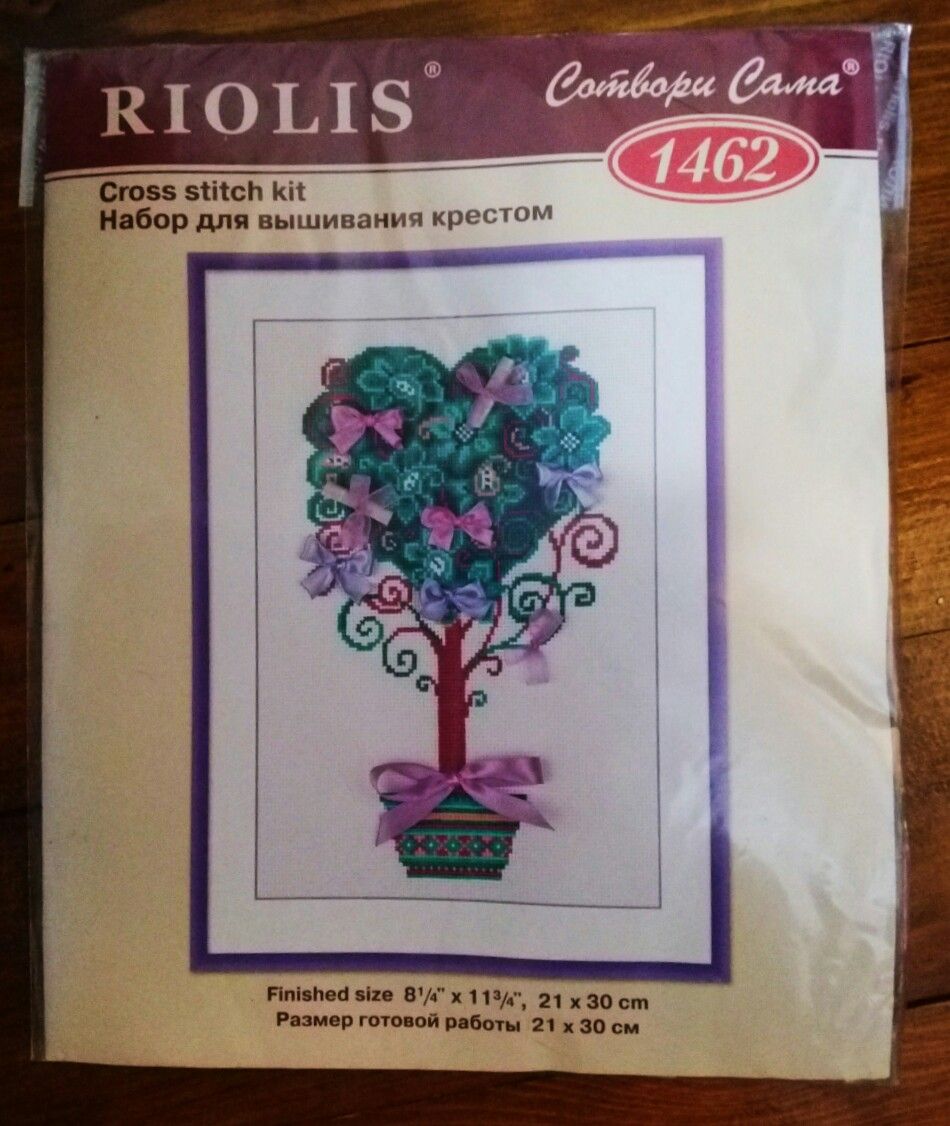 RIOLIS®
Сотвори Сама®
1462
Cross stitch kit
Набор для вышивания крестом
Finished size 8¹/₄" x 11³/₄", 21 x 30 cm
Размер готовой работы 21 x 30 см